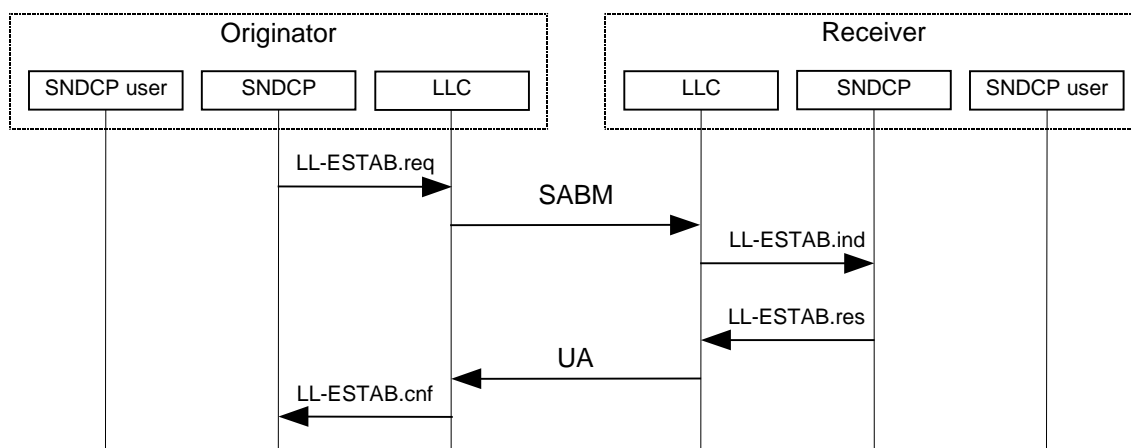 Originator
Receiver
SNDCP user
SNDCP
LLC
LLC
SNDCP
SNDCP user
LL-ESTAB.req
SABM
LL-ESTAB.ind
LL-ESTAB.res
UA
LL-ESTAB.cnf